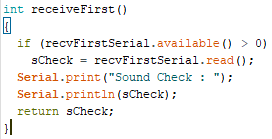 int receiveFirst()
{
  if (recvFirstSerial.available() > 0)
    sCheck = recvFirstSerial.read();
  Serial.print("Sound Check : ");
  Serial.println(sCheck);
  return sCheck;
}